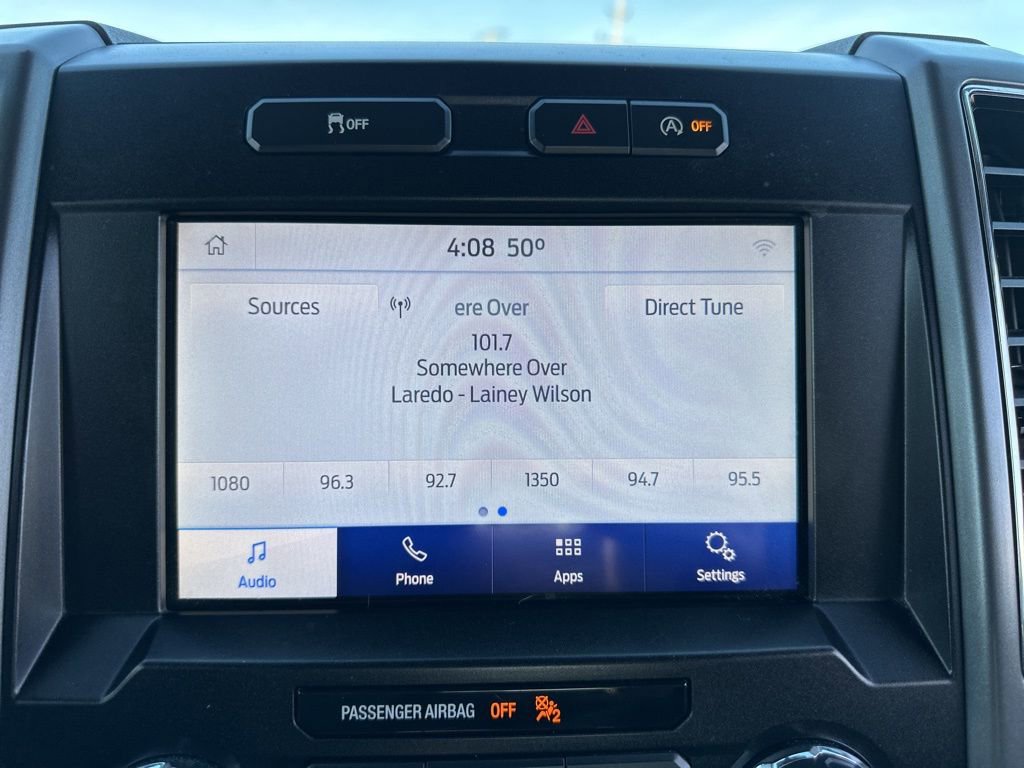 OFF
A OFF
4:08 50º
Sources ere Over Direct Tune
101.7
Somewhere Over
Laredo - Lainey Wilson
1080 96.3 92.7 1350 94.7 95.5
Audio Phone Apps Settings
PASSENGER AIRBAG OFF 2